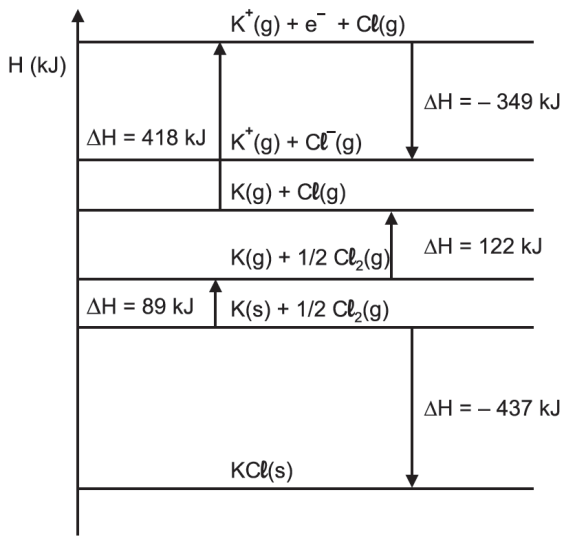 K⁺(g) + e⁻ + Cℓ(g)
H (kJ)
ΔH = – 349 kJ
ΔH = 418 kJ
K⁺(g) + Cℓ⁻(g)
K(g) + Cℓ(g)
ΔH = 122 kJ
K(g) + 1/2 Cℓ₂(g)
ΔH = 89 kJ
K(s) + 1/2 Cℓ₂(g)
ΔH = – 437 kJ
KCℓ(s)